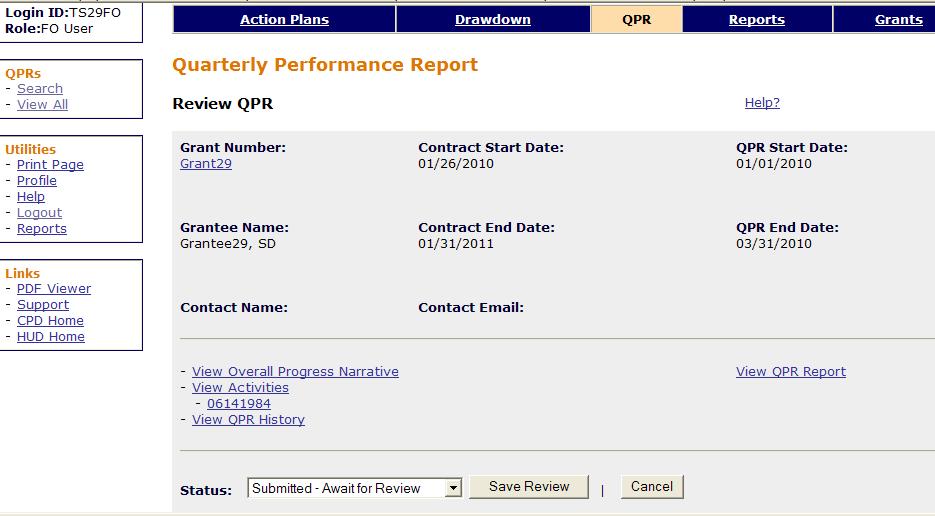 Login ID:TS29FO
Role:FO User
Action Plans Drawdown QPR Reports Grants
QPRs
- Search
- View All
Utilities
- Print Page
- Profile
- Help
- Logout
- Reports
Links
- PDF Viewer
- Support
- CPD Home
- HUD Home
Quarterly Performance Report
Review QPR Help?
Grant Number: Contract Start Date: QPR Start Date:
Grant29 01/26/2010 01/01/2010
Grantee Name: Contract End Date: QPR End Date:
Grantee29, SD 01/31/2011 03/31/2010
Contact Name: Contact Email:
- View Overall Progress Narrative View QPR Report
- View Activities
- 06141984
- View QPR History
Status: Submitted - Await for Review Save Review | Cancel